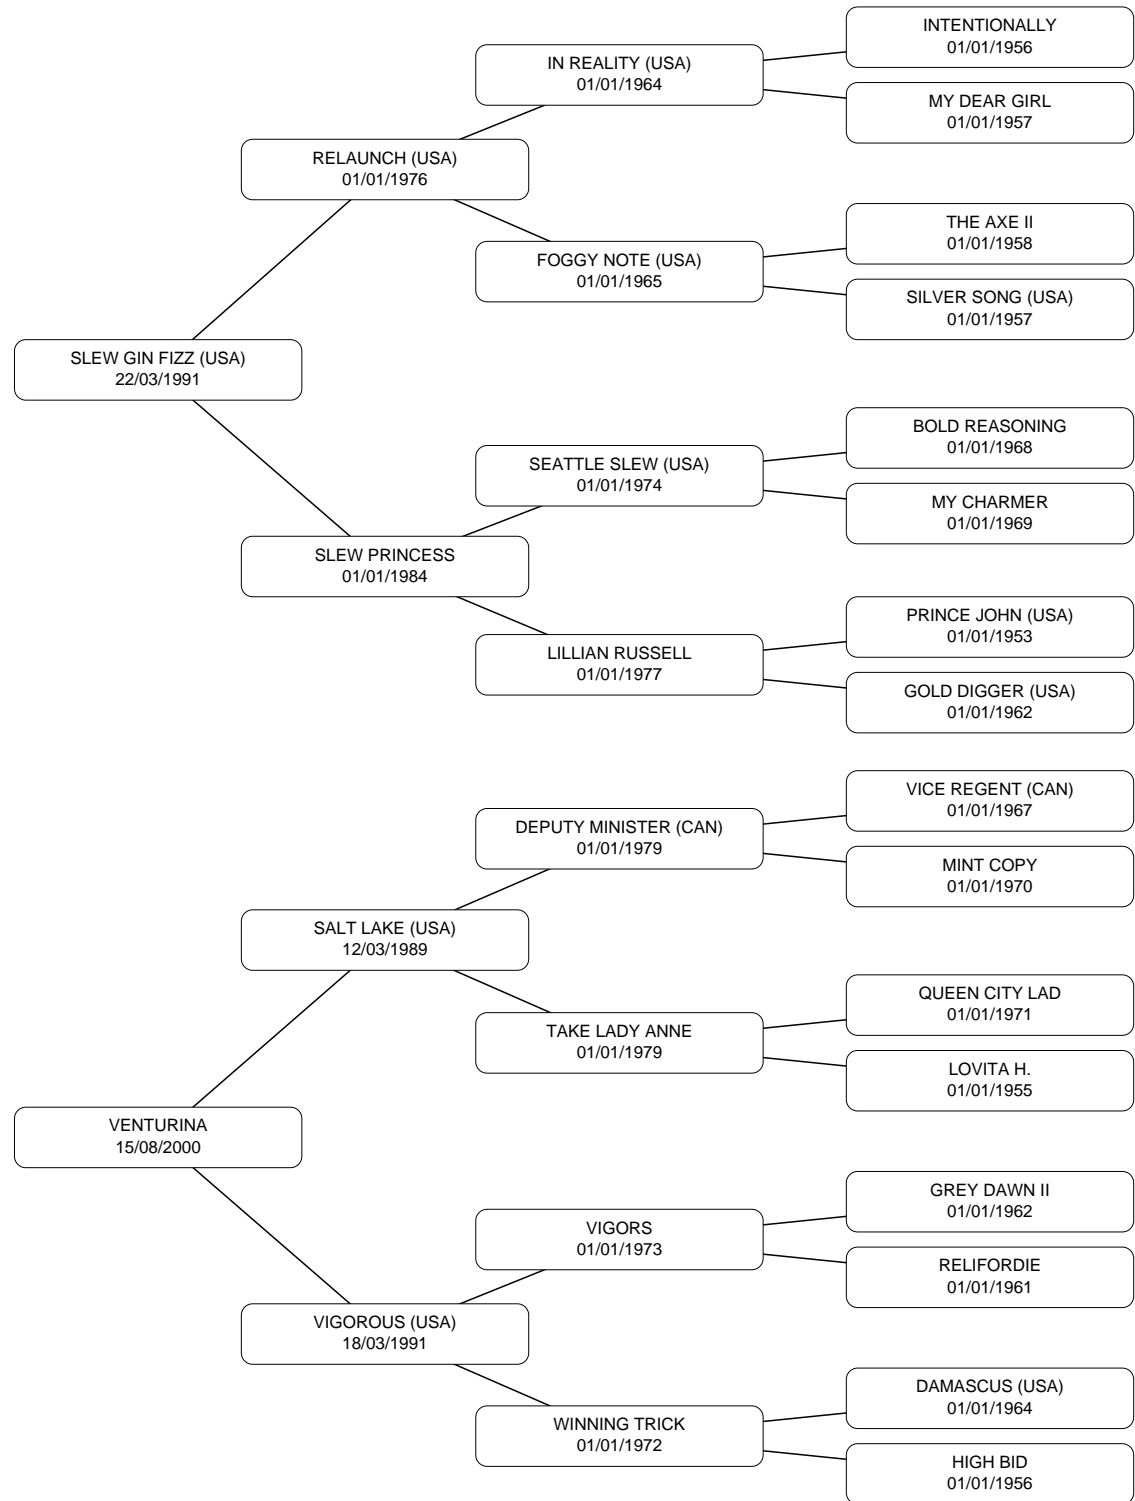 INTENTIONALLY
01/01/1956
IN REALITY (USA)
01/01/1964
MY DEAR GIRL
01/01/1957
RELAUNCH (USA)
01/01/1976
THE AXE II
01/01/1958
FOGGY NOTE (USA)
01/01/1965
SILVER SONG (USA)
01/01/1957
SLEW GIN FIZZ (USA)
22/03/1991
BOLD REASONING
01/01/1968
SEATTLE SLEW (USA)
01/01/1974
MY CHARMER
01/01/1969
SLEW PRINCESS
01/01/1984
PRINCE JOHN (USA)
01/01/1953
LILLIAN RUSSELL
01/01/1977
GOLD DIGGER (USA)
01/01/1962
VICE REGENT (CAN)
01/01/1967
DEPUTY MINISTER (CAN)
01/01/1979
MINT COPY
01/01/1970
SALT LAKE (USA)
12/03/1989
QUEEN CITY LAD
01/01/1971
TAKE LADY ANNE
01/01/1979
LOVITA H.
01/01/1955
VENTURINA
15/08/2000
GREY DAWN II
01/01/1962
VIGORS
01/01/1973
RELIFORDIE
01/01/1961
VIGOROUS (USA)
18/03/1991
DAMASCUS (USA)
01/01/1964
WINNING TRICK
01/01/1972
HIGH BID
01/01/1956